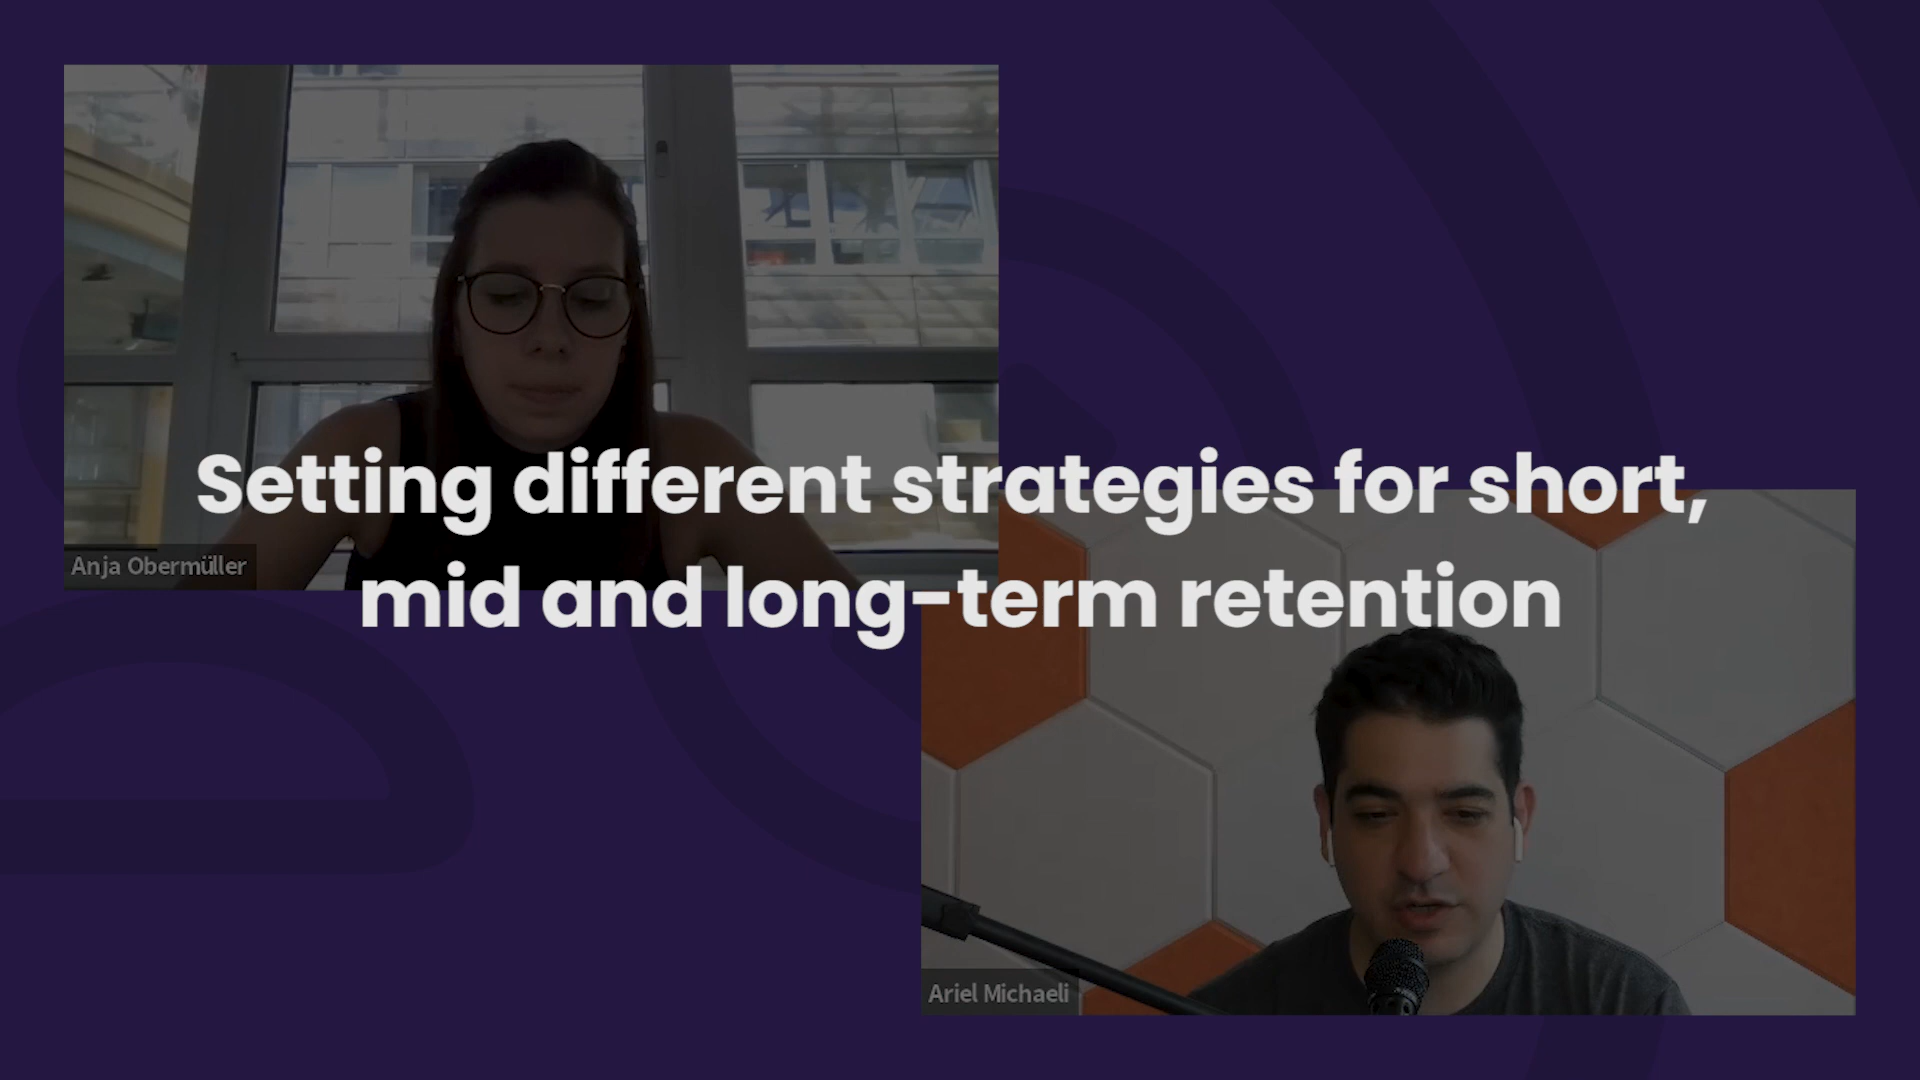 Setting different strategies for short,
mid and long-term retention
Anja Obermüller
Ariel Michaeli